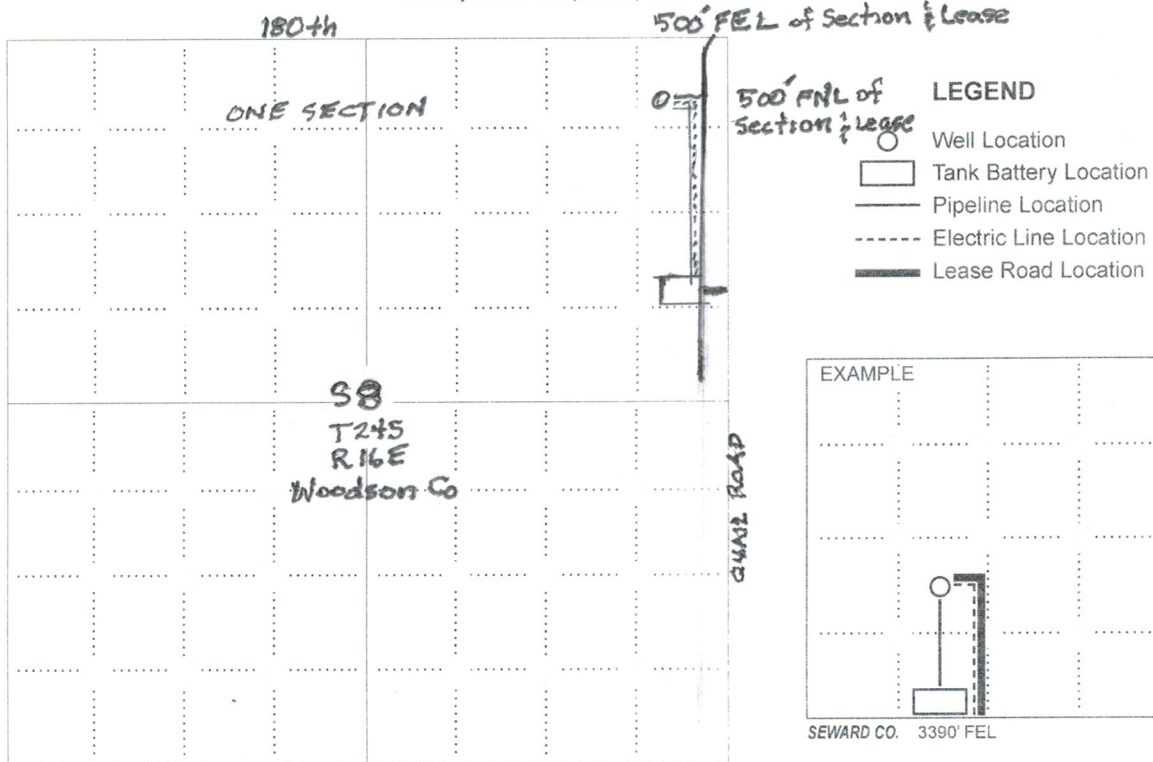 180th
500' FEL of Section & Lease
ONE SECTION
500' FNL of
Section & Lease
LEGEND
Well Location
Tank Battery Location
Pipeline Location
Electric Line Location
Lease Road Location
S8
T24S
R16E
Woodson Co
QUAIL ROAD
EXAMPLE
SEWARD CO. 3390' FEL